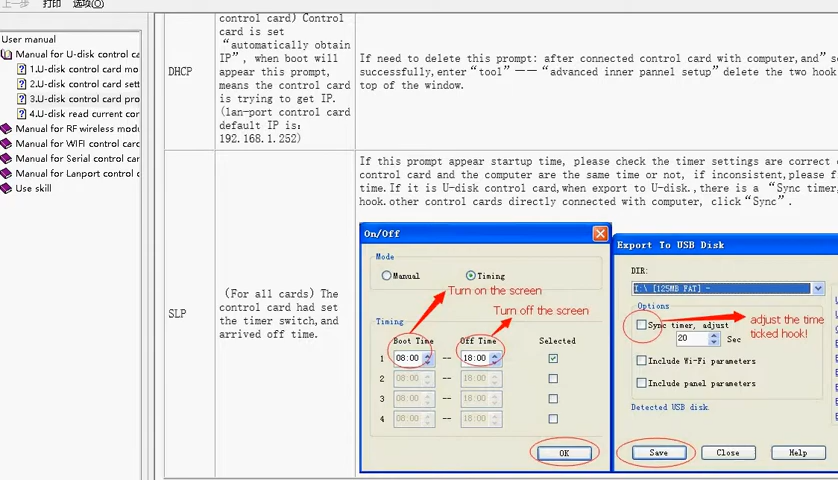 上一步 打印 选项(O)
User manual
Manual for U-disk control ca
1.U-disk control card mo
2.U-disk control card sett
3.U-disk control card pro
4.U-disk read current cor
Manual for RF wireless modu
Manual for WIFI control card
Manual for Serial control car
Manual for Lanport control c
Use skill
DHCP
control card) Control
card is set
“automatically obtain
IP”, when boot will
appear this prompt,
means the control card
is trying to get IP.
(lan-port control card
default IP is:
192.168.1.252)
If need to delete this prompt: after connected control card with computer, and” se
successfully, enter “tool” —— “advanced inner panel setup” delete the two hook
top of the window.
SLP
(For all cards) The
control card had set
the timer switch, and
arrived off time.
If this prompt appear startup time, please check the timer settings are correct o
control card and the computer are the same time or not, if inconsistent, please f
time. If it is U-disk control card, when export to U-disk., there is a “Sync timer,
hook. other control cards directly connected with computer, click “Sync”.
On/Off
Mode
Manual
Timing
Turn on the screen
Turn off the screen
Timing
Boot Time Off Time Selected
1 08:00 -- 18:00
2 08:00 -- 18:00
3 08:00 -- 18:00
4 08:00 -- 18:00
OK
Export To USB Disk
DIR:
I:\ [125MB FAT] -
Options
Sync timer, adjust
20 Sec
adjust the time
ticked hook!
Include Wi-Fi parameters
Include panel parameters
Detected USB disk.
Save Close Help